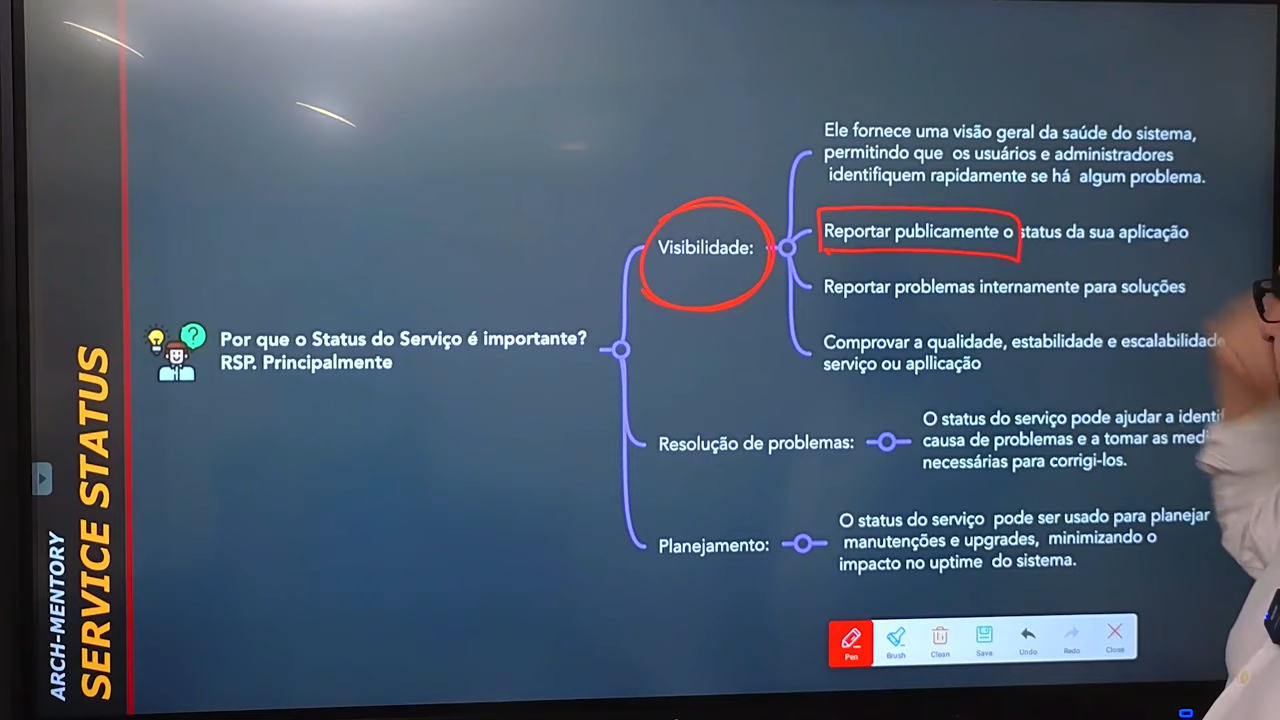 ARCH-MENTORY
SERVICE STATUS
Por que o Status do Serviço é importante?
RSP. Principalmente
Visibilidade:
Ele fornece uma visão geral da saúde do sistema,
permitindo que os usuários e administradores
identifiquem rapidamente se há algum problema.
Reportar publicamente o status da sua aplicação
Reportar problemas internamente para soluções
Comprovar a qualidade, estabilidade e escalabilidade
serviço ou apllicação
Resolução de problemas:
O status do serviço pode ajudar a
causa de problemas e a tomar as
necessárias para corrigi-los.
Planejamento:
O status do serviço pode ser usado para planejar
manutenções e upgrades, minimizando o
impacto no uptime do sistema.
Pen
Brush
Clean
Save
Undo
Redo
Close